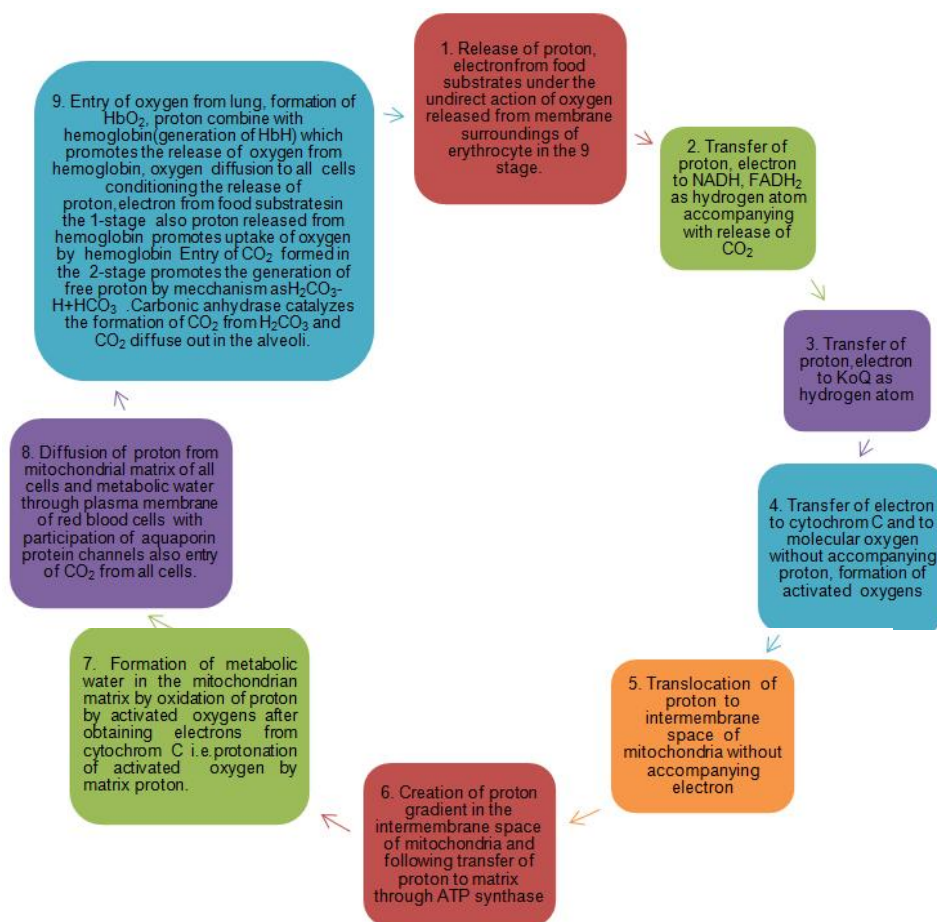 1. Release of proton,
electronfrom food
substrates under the
undirect action of oxygen
released from membrane
surroundings of
erythrocyte in the 9
stage.
2. Transfer of
proton, electron
to NADH, FADH2
as hydrogen atom
accompanying
with release of
CO2
3. Transfer of
proton,electron
to KoQ as
hydrogen atom
4. Transfer of electron
to cytochrom C and to
molecular oxygen
without accompanying
proton, formation of
activated oxygens
5. Translocation of
proton to
intermembrane
space of
mitochondria without
accompanying
electron
6. Creation of proton
gradient in the
intermembrane space
of mitochondria and
following transfer of
proton to matrix
through ATP synthase
7. Formation of metabolic
water in the mitochondrian
matrix by oxidation of proton
by activated oxygens after
obtaining electrons from
cytochrom C i.e.protonation
of activated oxygen by
matrix proton.
8. Diffusion of proton from
mitochondrial matrix of all
cells and metabolic water
through plasma membrane
of red blood cells with
participation of aquaporin
protein channels also entry
of CO2 from all cells.
9. Entry of oxygen from lung, formation of
HbO2, proton combine with
hemoglobin(generation of HbH) which
promotes the release of oxygen from
hemoglobin, oxygen diffusion to all cells
conditioning the release of
proton,electron from food substratesin
the 1-stage also proton released from
hemoglobin promotes uptake of oxygen
by hemoglobin Entry of CO2 formed in
the 2-stage promotes the generation of
free proton by mecchanism asH2CO3-
H+HCO3 .Carbonic anhydrase catalyzes
the formation of CO2 from H2CO3 and
CO2 diffuse out in the alveoli.